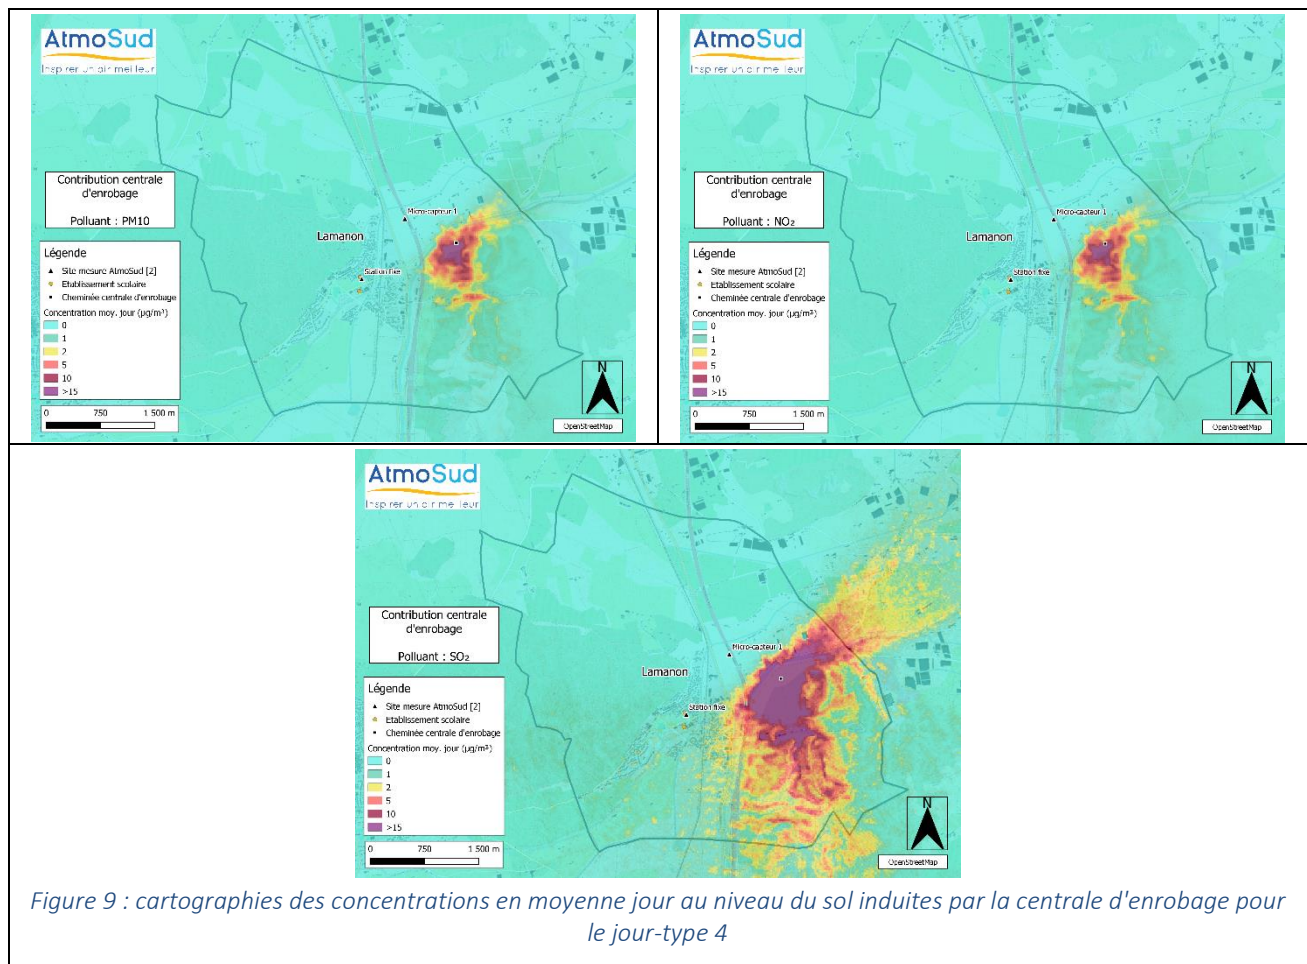 AtmoSud
Inspirer un air meilleur
Contribution centrale
d'enrobage
Polluant : PM10
Micro-capteur 1
Lamanon
Station fixe
Légende
Site mesure AtmoSud [2]
Etablissement scolaire
Cheminée centrale d'enrobage
Concentration moy. jour (µg/m³)
0
1
2
5
10
>15
0 750 1 500 m
N
OpenStreetMap
AtmoSud
Inspirer un air meilleur
Contribution centrale
d'enrobage
Polluant : NO₂
Micro-capteur 1
Lamanon
Station fixe
Légende
Site mesure AtmoSud [2]
Etablissement scolaire
Cheminée centrale d'enrobage
Concentration moy. jour (µg/m³)
0
1
2
5
10
>15
0 750 1 500 m
N
OpenStreetMap
AtmoSud
Inspirer un air meilleur
Contribution centrale
d'enrobage
Polluant : SO₂
Micro-capteur 1
Lamanon
Station fixe
Légende
Site mesure AtmoSud [2]
Etablissement scolaire
Cheminée centrale d'enrobage
Concentration moy. jour (µg/m³)
0
1
2
5
10
>15
0 750 1 500 m
N
OpenStreetMap
Figure 9 : cartographies des concentrations en moyenne jour au niveau du sol induites par la centrale d'enrobage pour
le jour-type 4